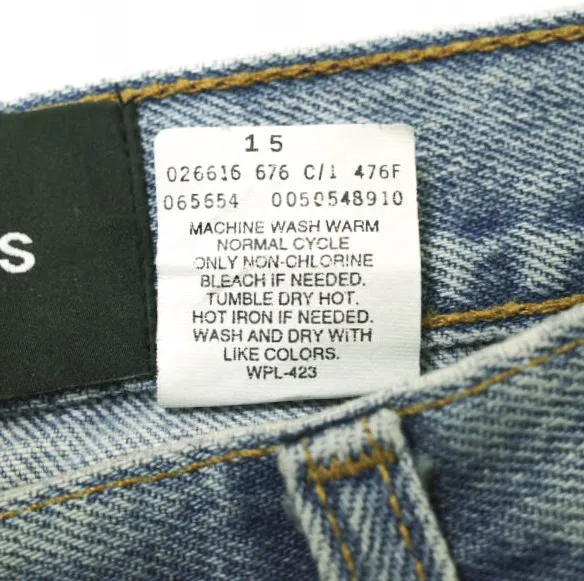 15
026616 676 C/1 476F
065654 0050548910
S
MACHINE WASH WARM
NORMAL CYCLE
ONLY NON-CHLORINE
BLEACH IF NEEDED.
TUMBLE DRY HOT.
HOT IRON IF NEEDED.
WASH AND DRY WITH
LIKE COLORS.
WPL-423